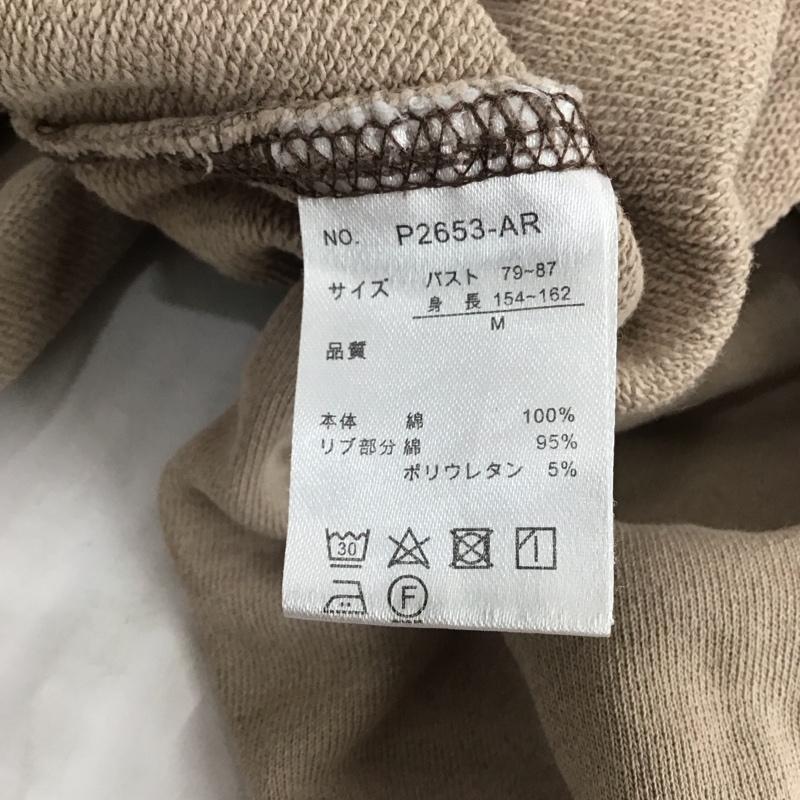 NO. P2653-AR
サイズ バスト 79~87
身 長 154~162
M
品質
本体 綿 100%
リブ部分 綿 95%
ポリウレタン 5%
30
F